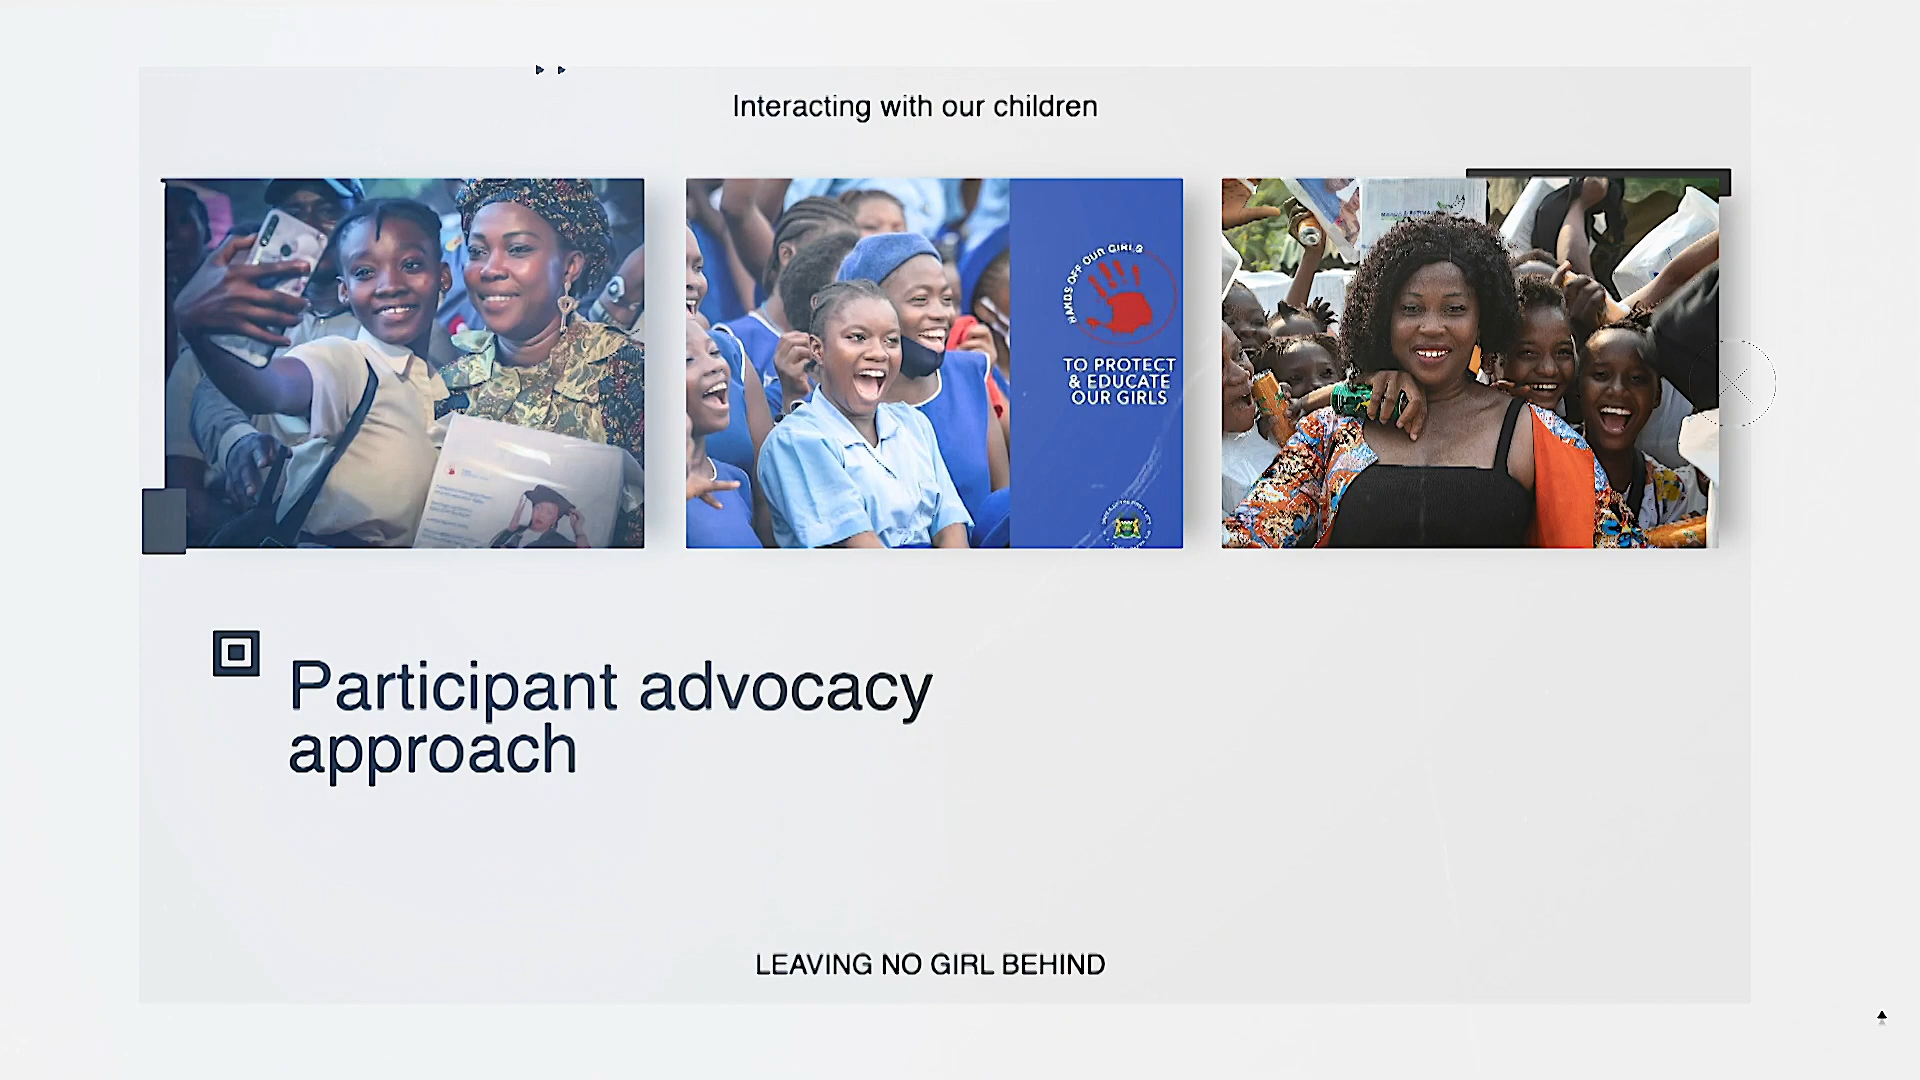 Interacting with our children
HANDS OFF OUR GIRLS
TO PROTECT
& EDUCATE
OUR GIRLS
Participant advocacy
approach
LEAVING NO GIRL BEHIND